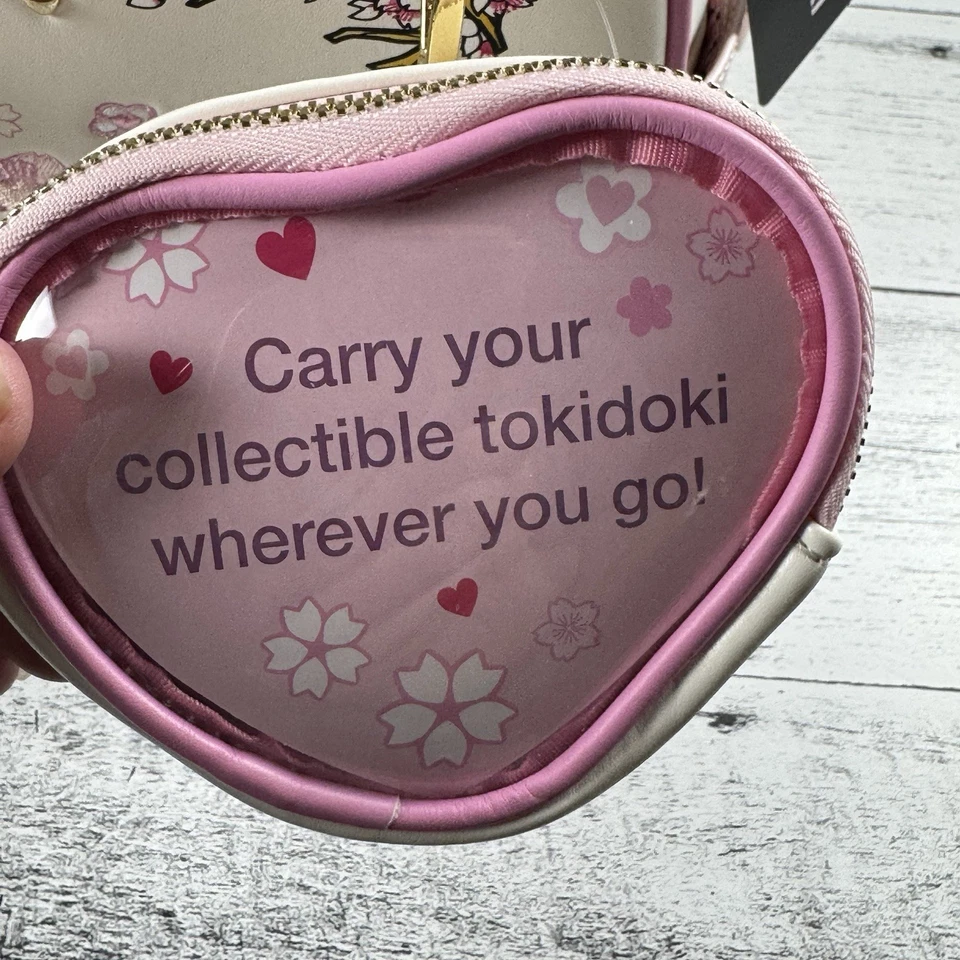 Carry your
collectible tokidoki
wherever you go!